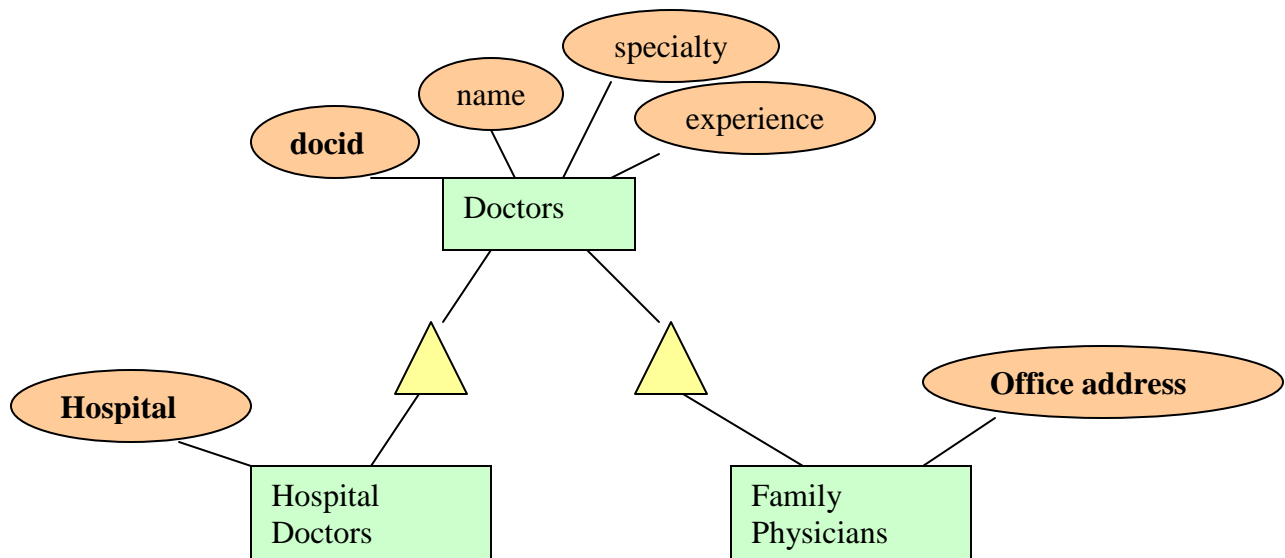 specialty
name
experience
docid
Doctors
Office address
Hospital
Hospital
Doctors
Family
Physicians